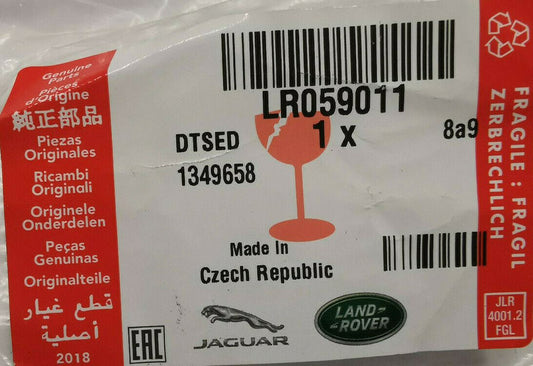 Genuine
Parts
Pièces
d'Origine
純正部品
Piezas
Originales
Ricambi
Originali
Originele
Onderdelen
Peças
Genuinas
Originalteile
قطع غيار
أصلية
2018
LR059011
DTSED
1 x
8a9
1349658
Made In
Czech Republic
EAC
JAGUAR
LAND-
ROVER
FRAGILE : FRAGIL
ZERBRECHLICH
JLR
4001.2
FGL